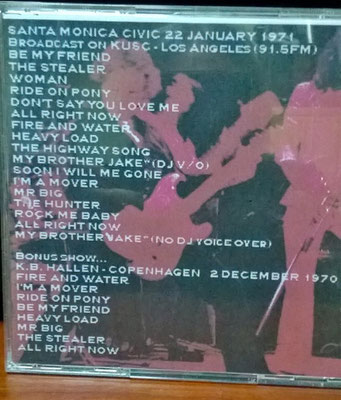 SANTA MONICA CIVIC 22 JANUARY 1971
BROADCAST ON KUSC - LOS ANGELES (91.5FM)
BE MY FRIEND
THE STEALER
WOMAN
RIDE ON PONY
DON'T SAY YOU LOVE ME
ALL RIGHT NOW
FIRE AND WATER
HEAVY LOAD
THE HIGHWAY SONG
MY BROTHER JAKE" (DJ V/O)
SOON I WILL ME GONE
I'M A MOVER
MR BIG
THE HUNTER
ROCK ME BABY
ALL RIGHT NOW
MY BROTHER JAKE" (NO DJ VOICE OVER)
BONUS SHOW...
K.B. HALLEN - COPENHAGEN 2 DECEMBER 1970
FIRE AND WATER
I'M A MOVER
RIDE ON PONY
BE MY FRIEND
HEAVY LOAD
MR BIG
THE STEALER
ALL RIGHT NOW